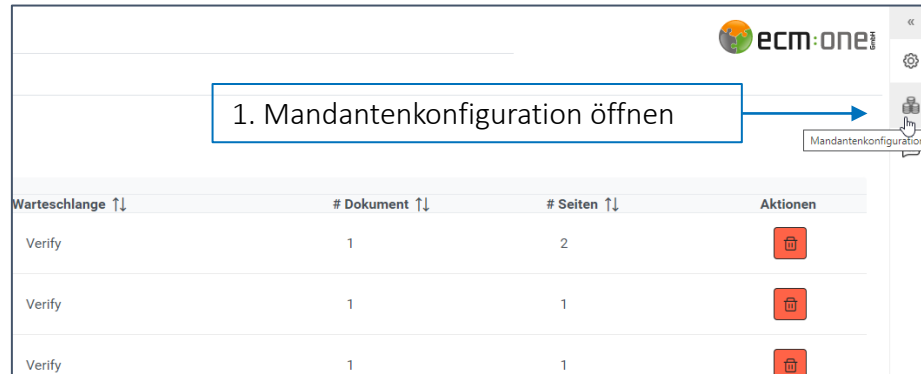 ecm:one GmbH
«
1. Mandantenkonfiguration öffnen
Mandantenkonfiguration
Warteschlange ↑↓ # Dokument ↑↓ # Seiten ↑↓ Aktionen
Verify 1 2
Verify 1 1
Verify 1 1